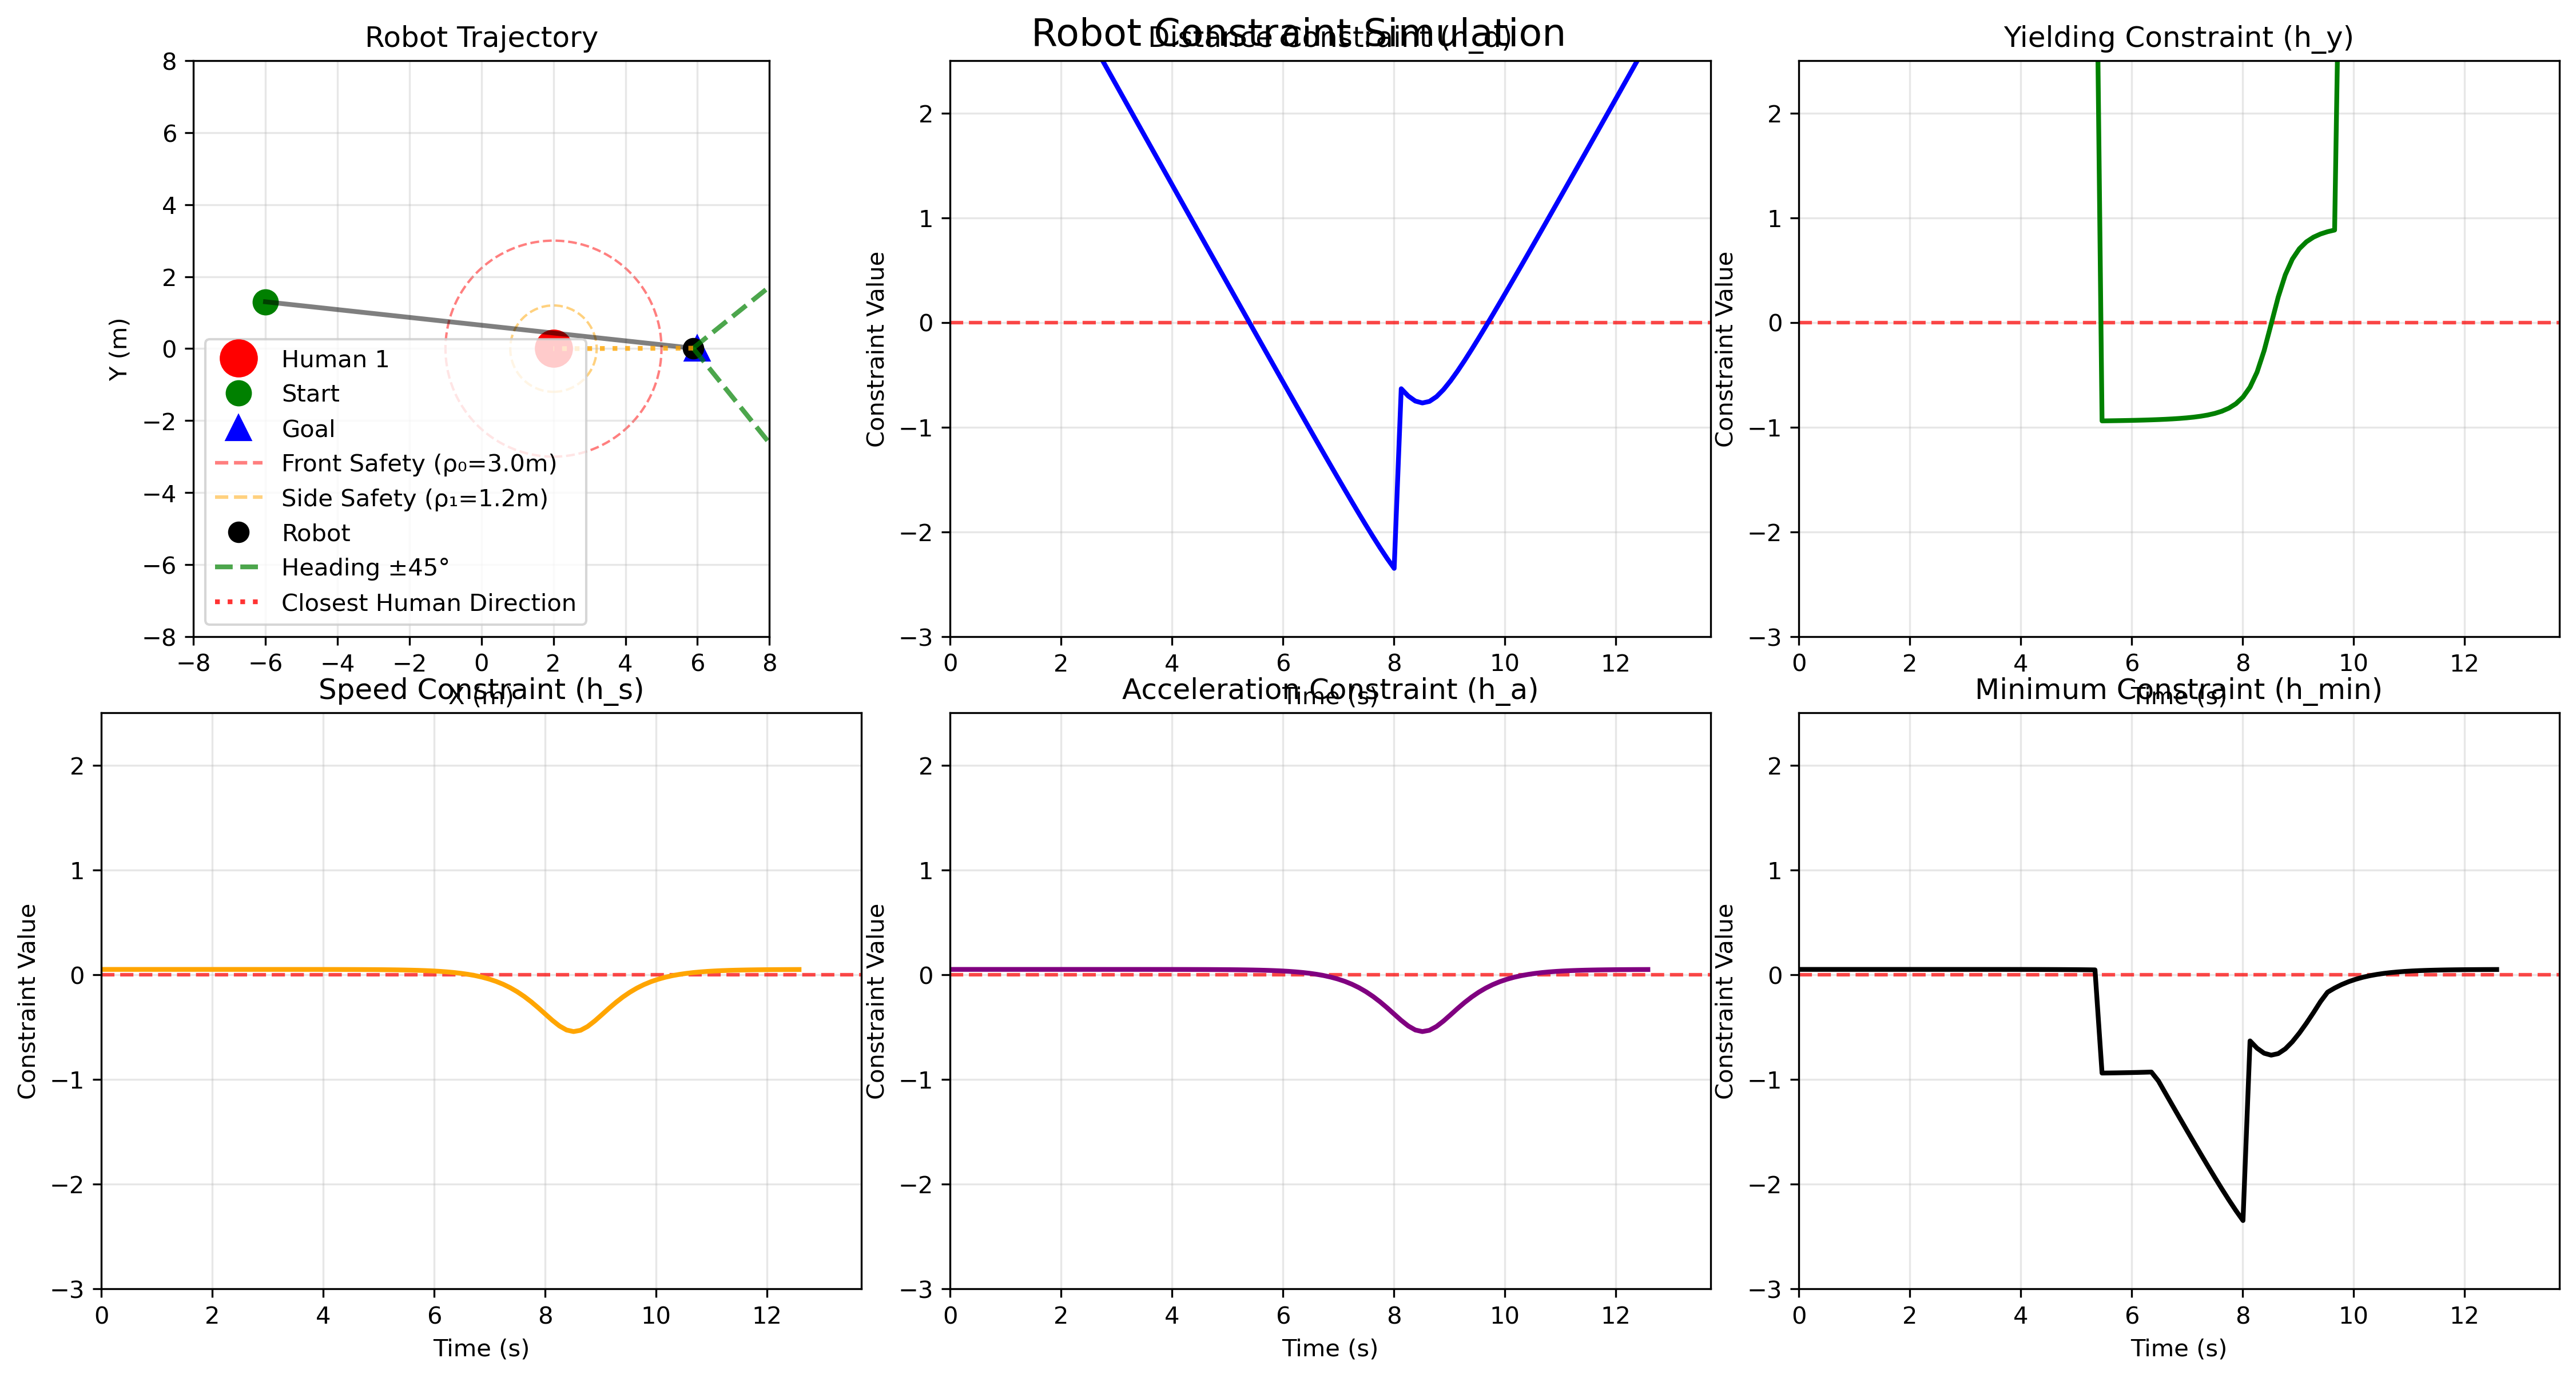 Robot Constraint Simulation
Robot Trajectory
Y (m)
8
6
4
2
0
−2
−4
−6
−8
Human 1
Start
Goal
Front Safety (ρ₀=3.0m)
Side Safety (ρ₁=1.2m)
Robot
Heading ±45°
Closest Human Direction
−8 −6 −4 −2 0 2 4 6 8
X (m)
Distance Constraint (h_d)
Constraint Value
2
1
0
−1
−2
−3
0 2 4 6 8 10 12
Time (s)
Yielding Constraint (h_y)
Constraint Value
2
1
0
−1
−2
−3
0 2 4 6 8 10 12
Time (s)
Speed Constraint (h_s)
Constraint Value
2
1
0
−1
−2
−3
0 2 4 6 8 10 12
Time (s)
Acceleration Constraint (h_a)
Constraint Value
2
1
0
−1
−2
−3
0 2 4 6 8 10 12
Time (s)
Minimum Constraint (h_min)
Constraint Value
2
1
0
−1
−2
−3
0 2 4 6 8 10 12
Time (s)